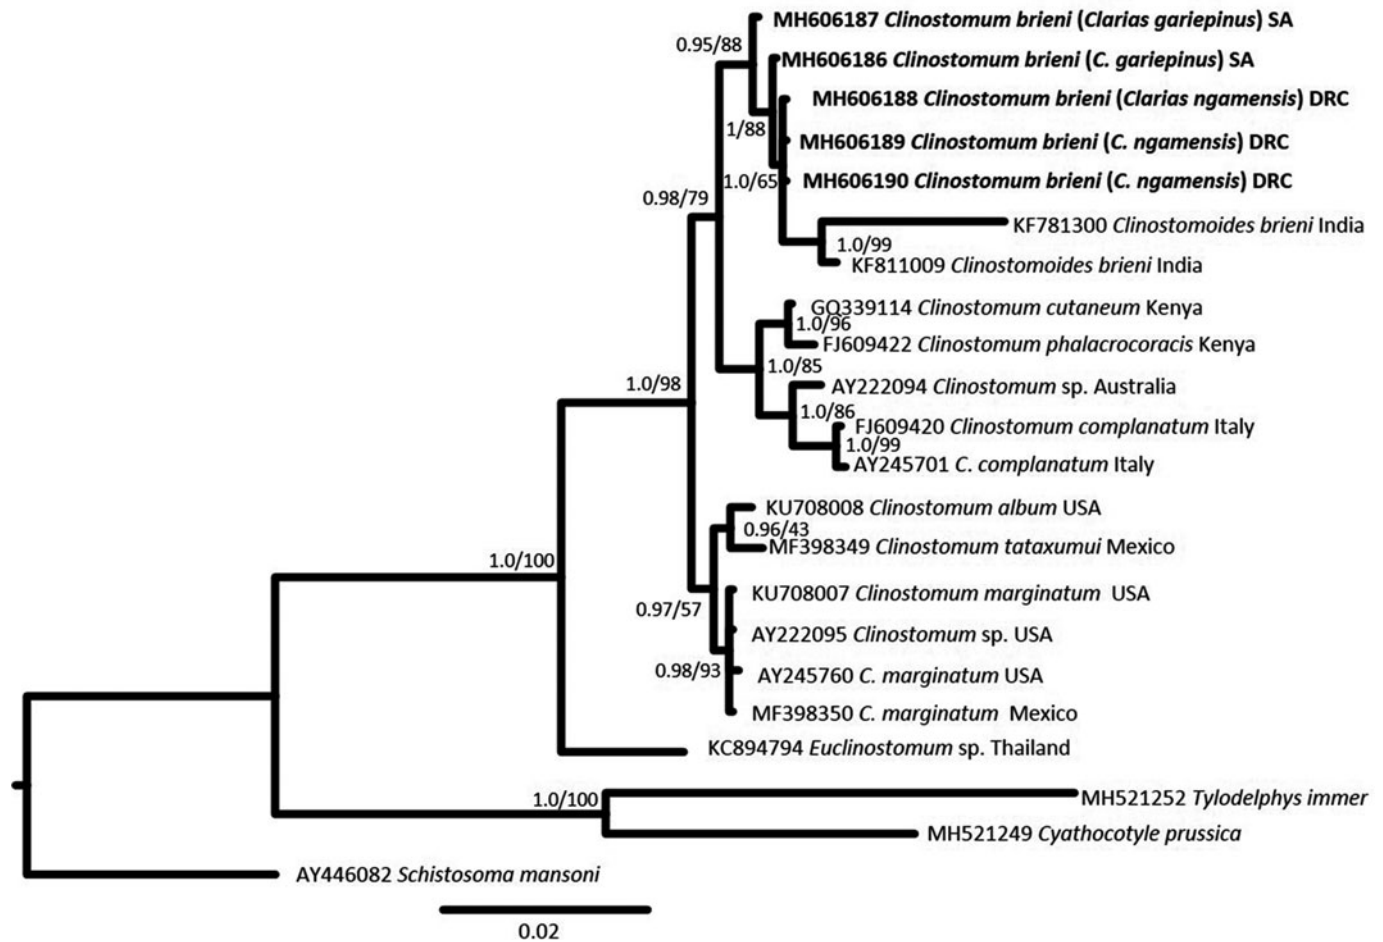 MH606187 Clinostomum brieni (Clarias gariepinus) SA
0.95/88
MH606186 Clinostomum brieni (C. gariepinus) SA
MH606188 Clinostomum brieni (Clarias ngamensis) DRC
1/88
MH606189 Clinostomum brieni (C. ngamensis) DRC
1.0/65
MH606190 Clinostomum brieni (C. ngamensis) DRC
0.98/79
KF781300 Clinostomoides brieni India
1.0/99
KF811009 Clinostomoides brieni India
GQ339114 Clinostomum cutaneum Kenya
1.0/96
FJ609422 Clinostomum phalacrocoracis Kenya
1.0/85
1.0/98
AY222094 Clinostomum sp. Australia
1.0/86
FJ609420 Clinostomum complanatum Italy
1.0/99
AY245701 C. complanatum Italy
KU708008 Clinostomum album USA
0.96/43
MF398349 Clinostomum tataxumui Mexico
1.0/100
KU708007 Clinostomum marginatum USA
0.97/57
AY222095 Clinostomum sp. USA
0.98/93
AY245760 C. marginatum USA
MF398350 C. marginatum Mexico
KC894794 Euclinostomum sp. Thailand
1.0/100
MH521252 Tylodelphys immer
MH521249 Cyathocotyle prussica
AY446082 Schistosoma mansoni
0.02